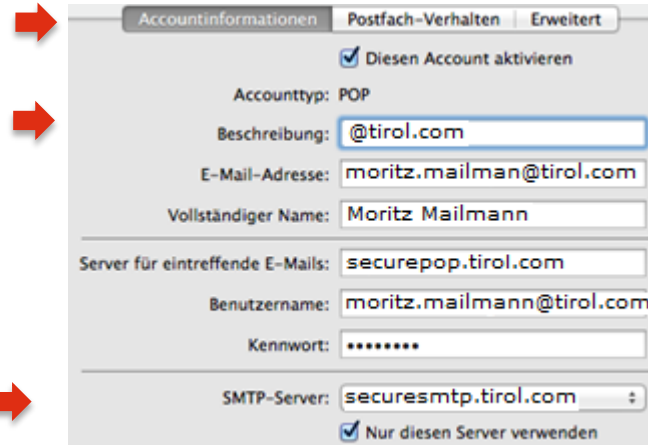 Accountinformationen Postfach-Verhalten Erweitert
Diesen Account aktivieren
Accounttyp: POP
Beschreibung: @tirol.com
E-Mail-Adresse: moritz.mailman@tirol.com
Vollständiger Name: Moritz Mailmann
Server für eintreffende E-Mails: securepop.tirol.com
Benutzername: moritz.mailmann@tirol.com
Kennwort: ••••••••
SMTP-Server: securesmtp.tirol.com
Nur diesen Server verwenden